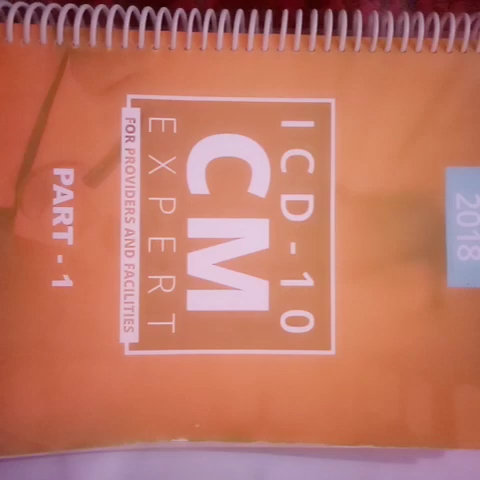 2018
ICD-10
CM
EXPERT
FOR PROVIDERS AND FACILITIES
PART - 1